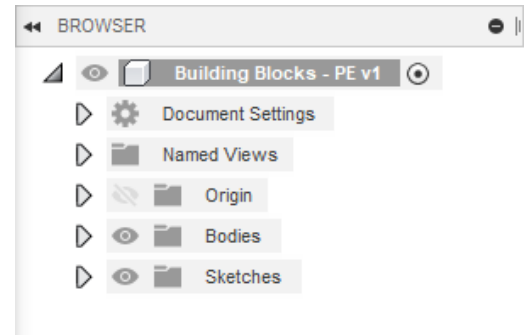 BROWSER
Building Blocks - PE v1
Document Settings
Named Views
Origin
Bodies
Sketches